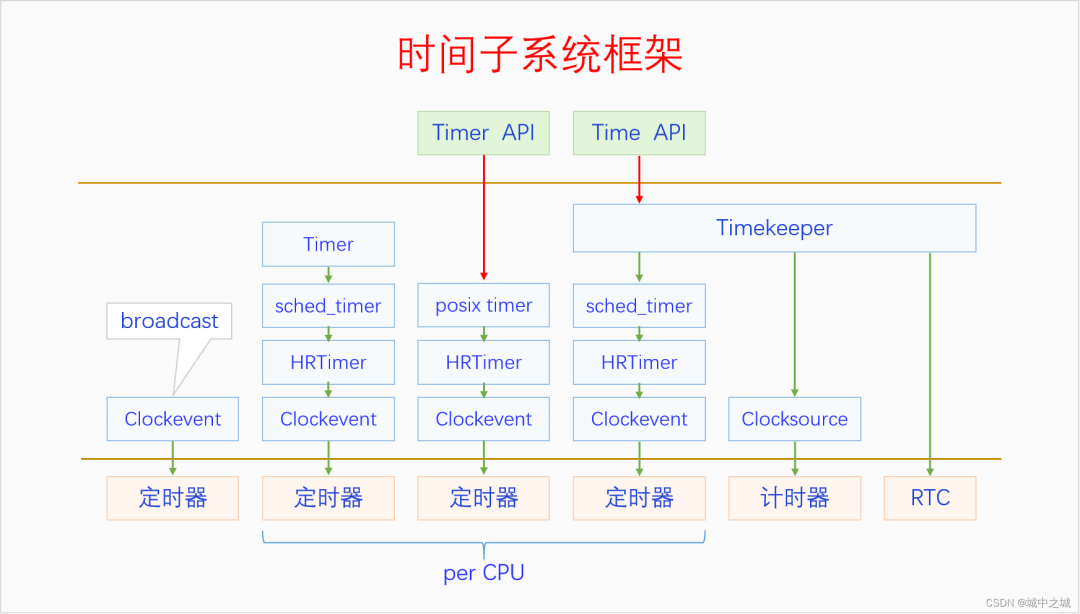 时间子系统框架
Timer API
Time API
Timekeeper
Timer
sched_timer
posix timer
sched_timer
broadcast
HRTimer
HRTimer
HRTimer
Clockevent
Clockevent
Clockevent
Clockevent
Clocksource
定时器
定时器
定时器
定时器
计时器
RTC
per CPU
CSDN @城中之城